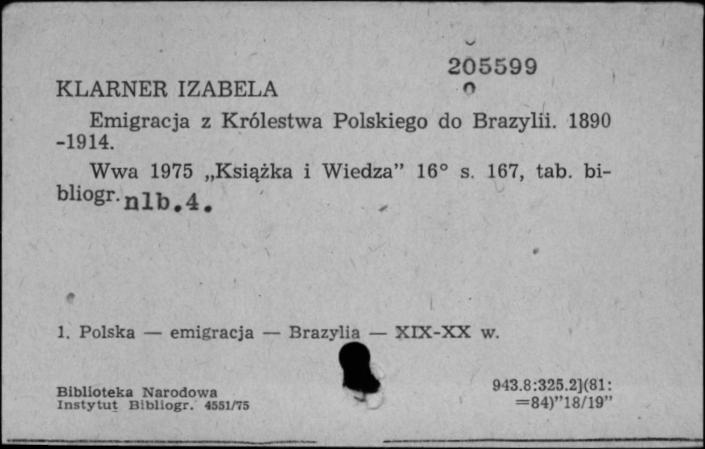 205599
KLARNER IZABELA
Emigracja z Królestwa Polskiego do Brazylii. 1890
-1914.
Wwa 1975 „Książka i Wiedza” 16° s. 167, tab. bi-
bliogr. nlb.4.
1. Polska — emigracja — Brazylia — XIX-XX w.
943.8:325.2](81:
=84)”18/19”
Biblioteka Narodowa
Instytut Bibliogr. 4551/75